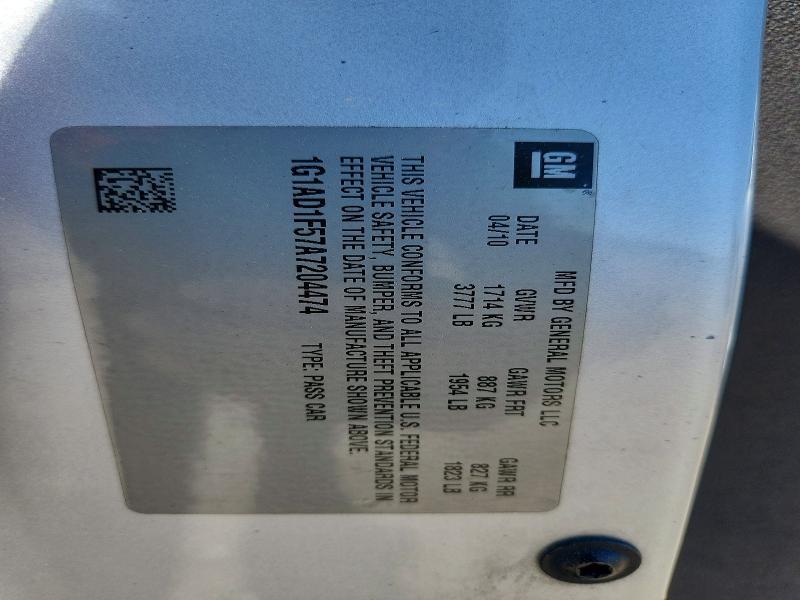 GM
MFD BY GENERAL MOTORS LLC
DATE GVWR GAWR FRT GAWR RR
04/10 1714 KG 887 KG 827 KG
3777 LB 1954 LB 1823 LB
THIS VEHICLE CONFORMS TO ALL APPLICABLE U.S. FEDERAL MOTOR
VEHICLE SAFETY, BUMPER, AND THEFT PREVENTION STANDARDS IN
EFFECT ON THE DATE OF MANUFACTURE SHOWN ABOVE.
1G1AD1F57A7204474 TYPE: PASS CAR